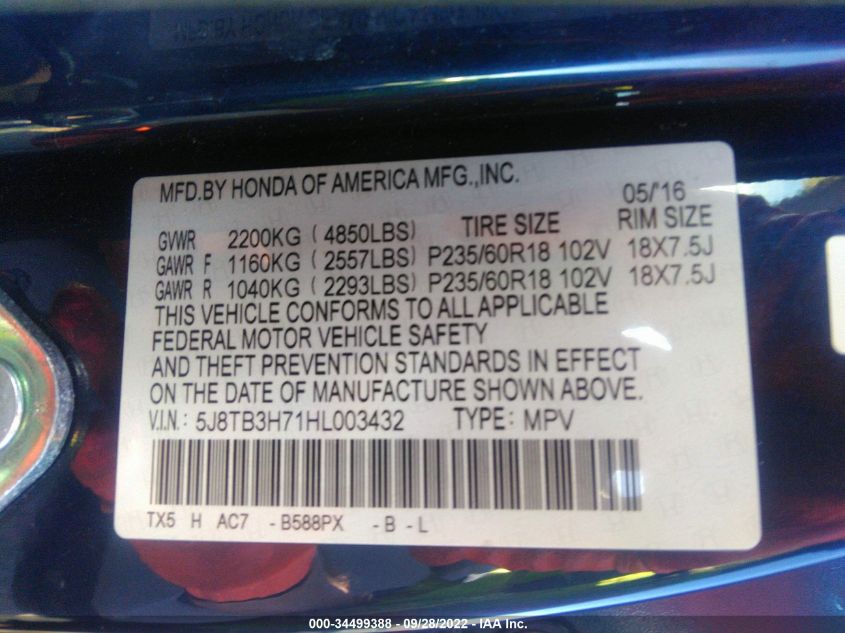 MFD.BY HONDA OF AMERICA MFG.,INC.
05/'16
GVWR 2200KG ( 4850LBS) TIRE SIZE RIM SIZE
GAWR F 1160KG ( 2557LBS) P235/60R18 102V 18X7.5J
GAWR R 1040KG ( 2293LBS) P235/60R18 102V 18X7.5J
THIS VEHICLE CONFORMS TO ALL APPLICABLE
FEDERAL MOTOR VEHICLE SAFETY
AND THEFT PREVENTION STANDARDS IN EFFECT
ON THE DATE OF MANUFACTURE SHOWN ABOVE.
V.I.N.: 5J8TB3H71HL003432 TYPE: MPV
TX5 H AC7 -B588PX -B -L
000-34499388 - 09/28/2022 - IAA Inc.